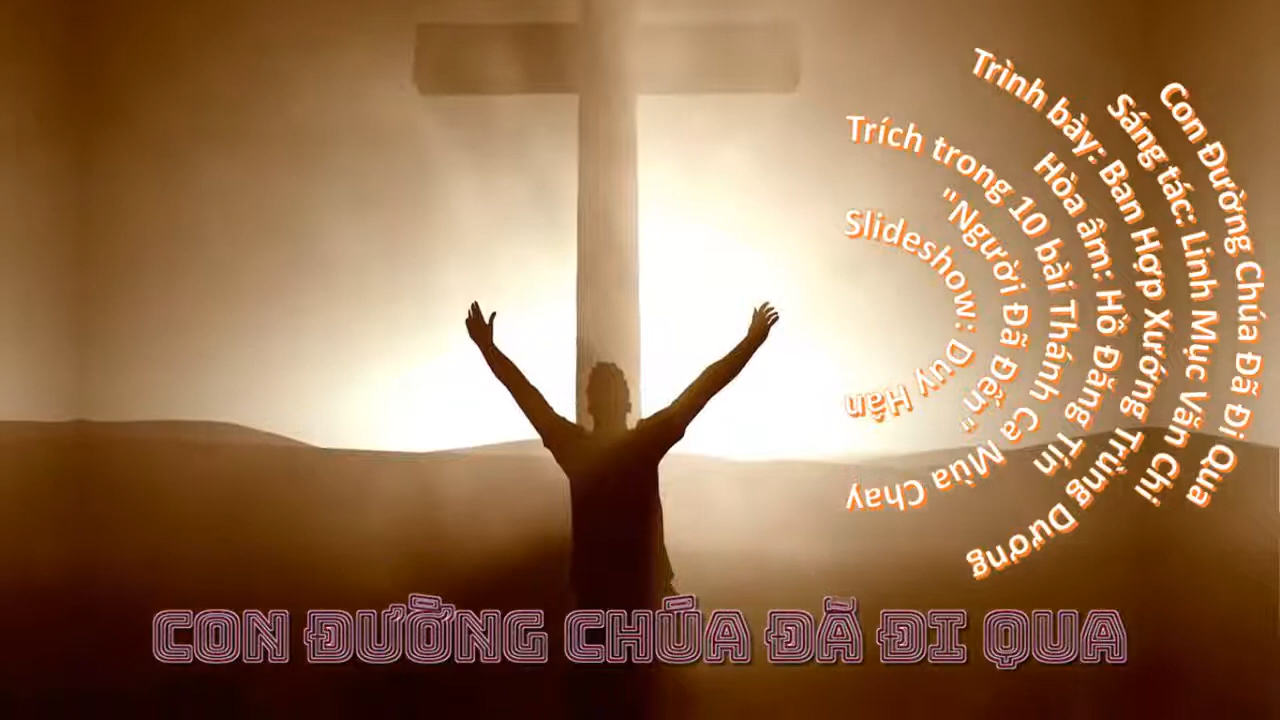 Con Đường Chúa Đã Đi Qua
Sáng tác: Linh Mục Văn Chi
Trình bày: Ban Hợp Xướng Trùng Dương
Hòa âm: Hồ Đăng Tín
Trích trong 10 bài Thánh Ca Mùa Chay
"Người Đã Đến"
Slideshow: Duy Hân
CON ĐƯỜNG CHÚA ĐÃ ĐI QUA